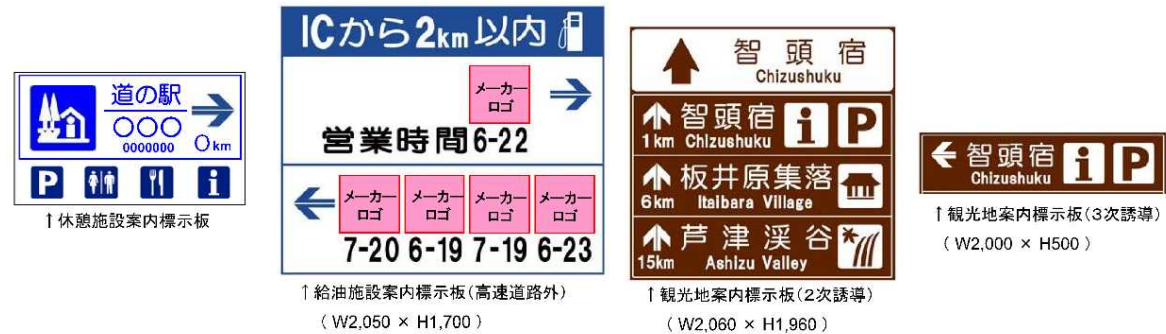 道の駅
○○○
0000000
0km
P
i
↑休憩施設案内標示板
ICから2km以内
メーカー
ロゴ
営業時間6-22
メーカー メーカー メーカー メーカー
ロゴ ロゴ ロゴ ロゴ
7-20 6-19 7-19 6-23
↑給油施設案内標示板(高速道路外)
(W2,050 × H1,700)
智頭宿
Chizushuku
智頭宿 i P
1km Chizushuku
板井原集落
6km Itaibara Village
芦津渓谷
15km Ashizu Valley
↑観光地案内標示板(2次誘導)
(W2,060 × H1,960)
智頭宿 i P
Chizushuku
↑観光地案内標示板(3次誘導)
(W2,000 × H500)